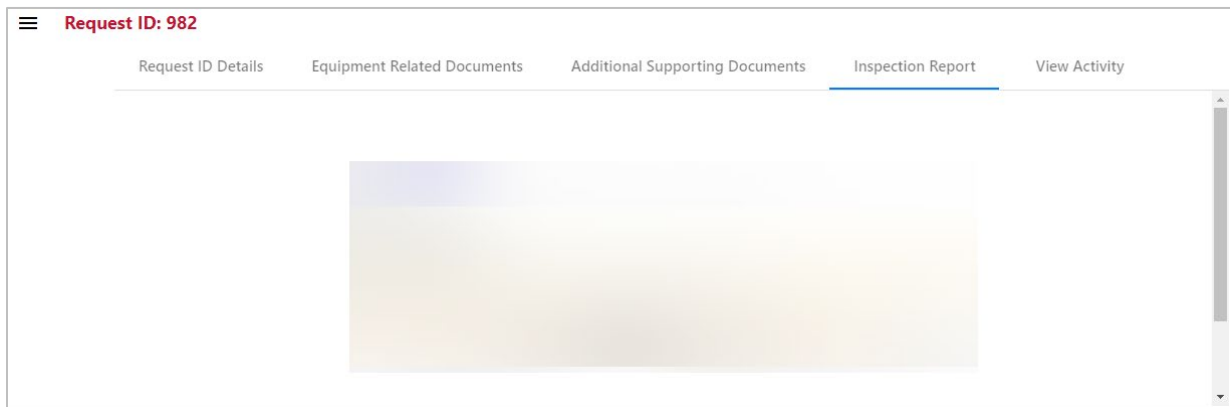 Request ID: 982
Request ID Details Equipment Related Documents Additional Supporting Documents Inspection Report View Activity